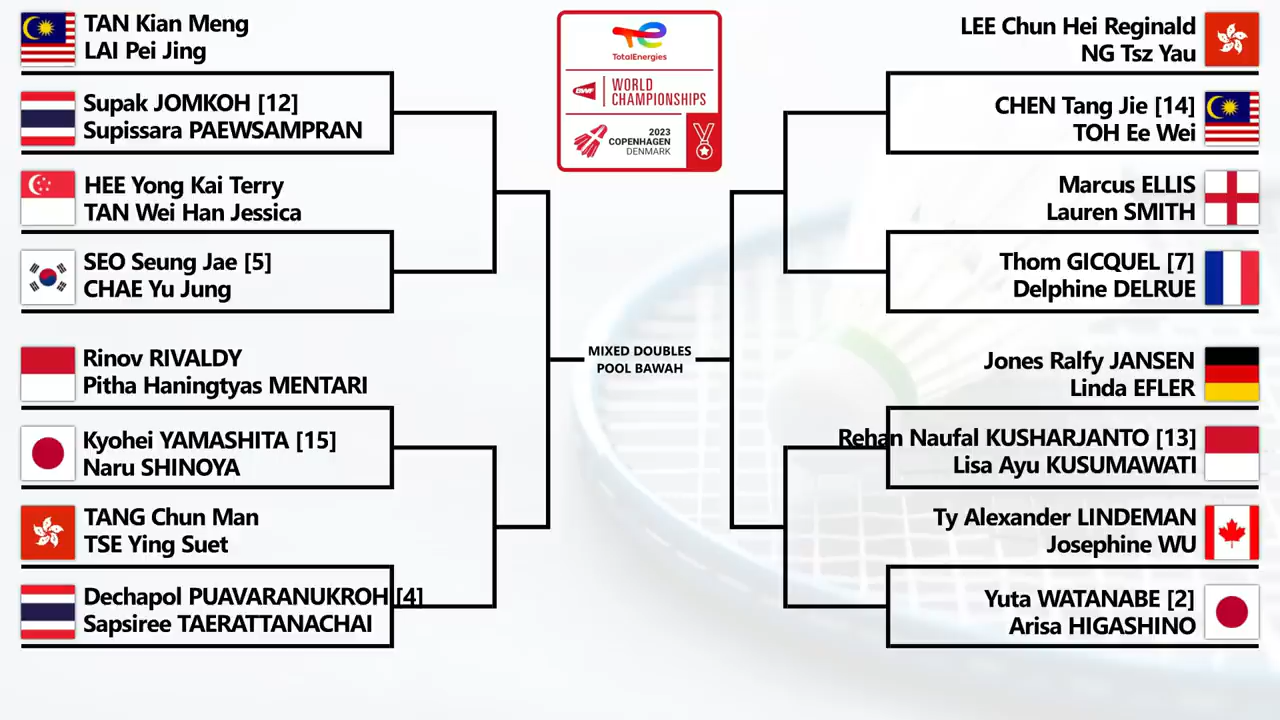 TAN Kian Meng
LAI Pei Jing
Supak JOMKOH [12]
Supissara PAEWSAMPRAN
HEE Yong Kai Terry
TAN Wei Han Jessica
SEO Seung Jae [5]
CHAE Yu Jung
Rinov RIVALDY
Pitha Haningtyas MENTARI
Kyohei YAMASHITA [15]
Naru SHINOYA
TANG Chun Man
TSE Ying Suet
Dechapol PUAVARANUKROH [4]
Sapsiree TAERATTANACHAI
TotalEnergies
BWF
WORLD
CHAMPIONSHIPS
2023
COPENHAGEN
DENMARK
MIXED DOUBLES
POOL BAWAH
LEE Chun Hei Reginald
NG Tsz Yau
CHEN Tang Jie [14]
TOH Ee Wei
Marcus ELLIS
Lauren SMITH
Thom GICQUEL [7]
Delphine DELRUE
Jones Ralfy JANSEN
Linda EFLER
Rehan Naufal KUSHARJANTO [13]
Lisa Ayu KUSUMAWATI
Ty Alexander LINDEMAN
Josephine WU
Yuta WATANABE [2]
Arisa HIGASHINO